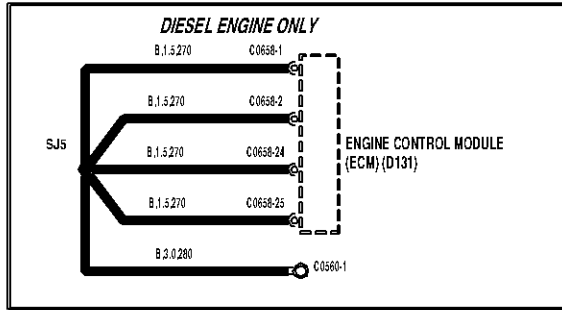 DIESEL ENGINE ONLY
B,1.5,270 C0658-1
B,1.5,270 C0658-2
SJ5
B,1.5,270 C0658-24
ENGINE CONTROL MODULE
(ECM) (D131)
B,1.5,270 C0658-25
B,3.0,280 C0560-1